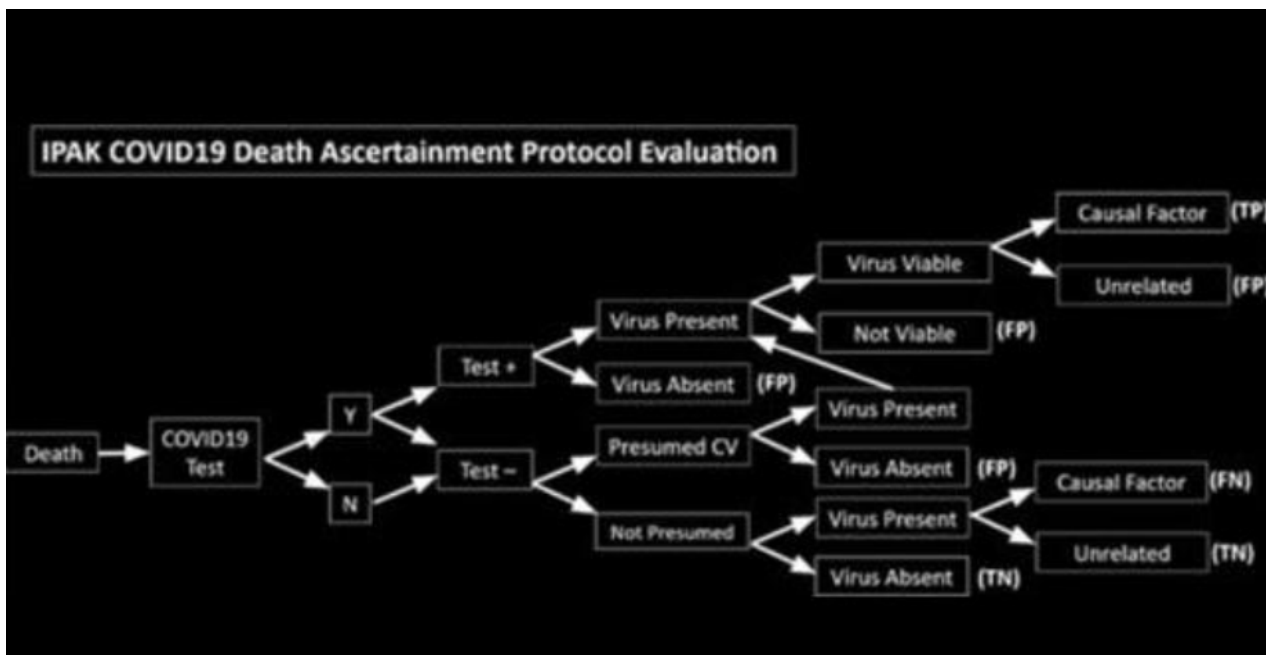 IPAK COVID19 Death Ascertainment Protocol Evaluation
Causal Factor (TP)
Virus Viable
Unrelated (FP)
Virus Present
Not Viable (FP)
Test +
Virus Absent (FP)
Virus Present
Y
COVID19
Test
Death
Presumed CV
Virus Absent (FP)
Test –
Causal Factor (FN)
N
Virus Present
Not Presumed
Unrelated (TN)
Virus Absent (TN)